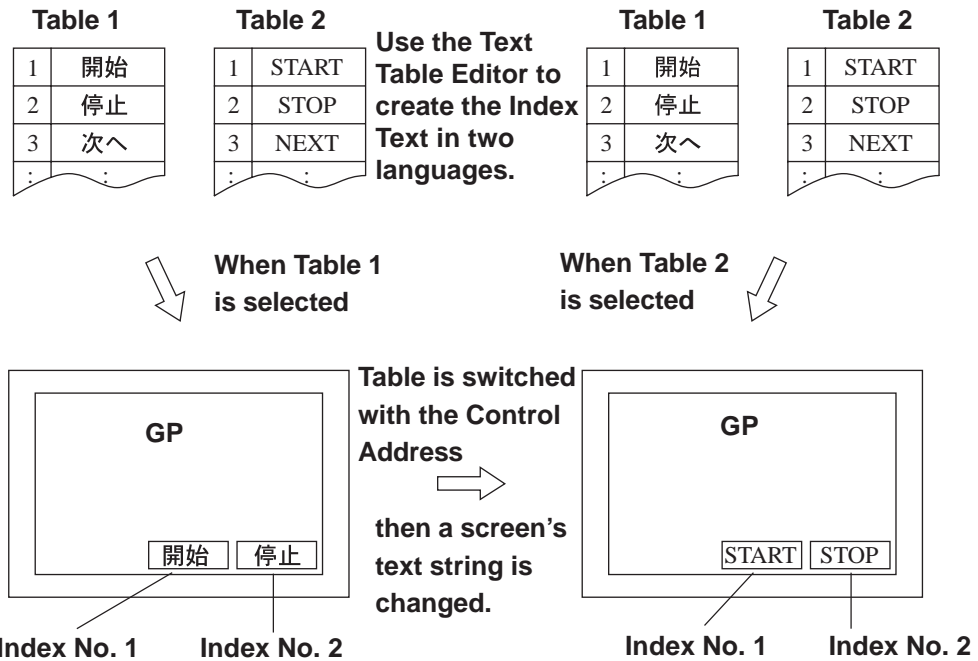 Table 1
1 開始
2 停止
3 次へ
: :
Table 2
1 START
2 STOP
3 NEXT
: :
Use the Text
Table Editor to
create the Index
Text in two
languages.
Table 1
1 開始
2 停止
3 次へ
: :
Table 2
1 START
2 STOP
3 NEXT
: :
When Table 1
is selected
When Table 2
is selected
GP
開始 停止
Index No. 1 Index No. 2
Table is switched
with the Control
Address
then a screen’s
text string is
changed.
GP
START STOP
Index No. 1 Index No. 2